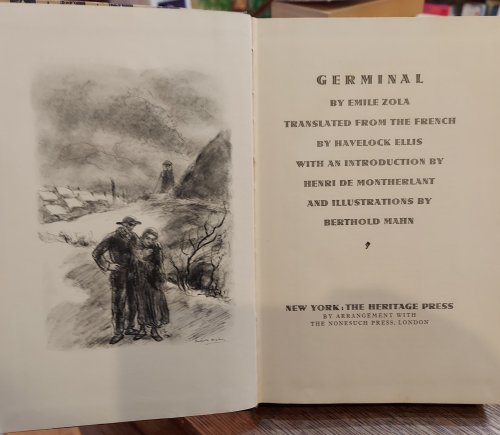 GERMINAL
BY EMILE ZOLA
TRANSLATED FROM THE FRENCH
BY HAVELOCK ELLIS
WITH AN INTRODUCTION BY
HENRI DE MONTHERLANT
AND ILLUSTRATIONS BY
BERTHOLD MAHN
NEW YORK: THE HERITAGE PRESS
BY ARRANGEMENT WITH
THE NONESUCH PRESS, LONDON